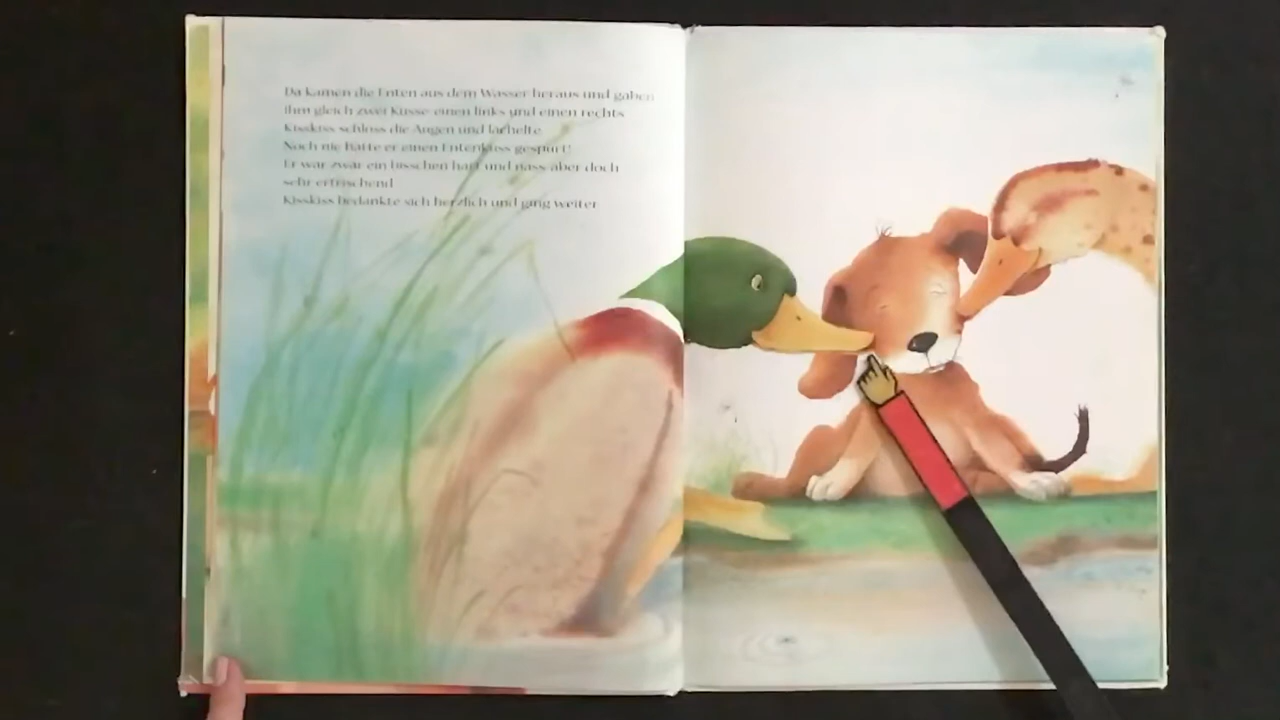 Da kamen die Enten aus dem Wasser heraus und gaben
ihm gleich zwei Küsse: einen links und einen rechts.
Kisskiss schloss die Augen und lächelte.
Noch nie hatte er einen Entenkuss gespürt!
Er war zwar ein bisschen hart und nass, aber doch
sehr erfrischend.
Kisskiss bedankte sich herzlich und ging weiter.